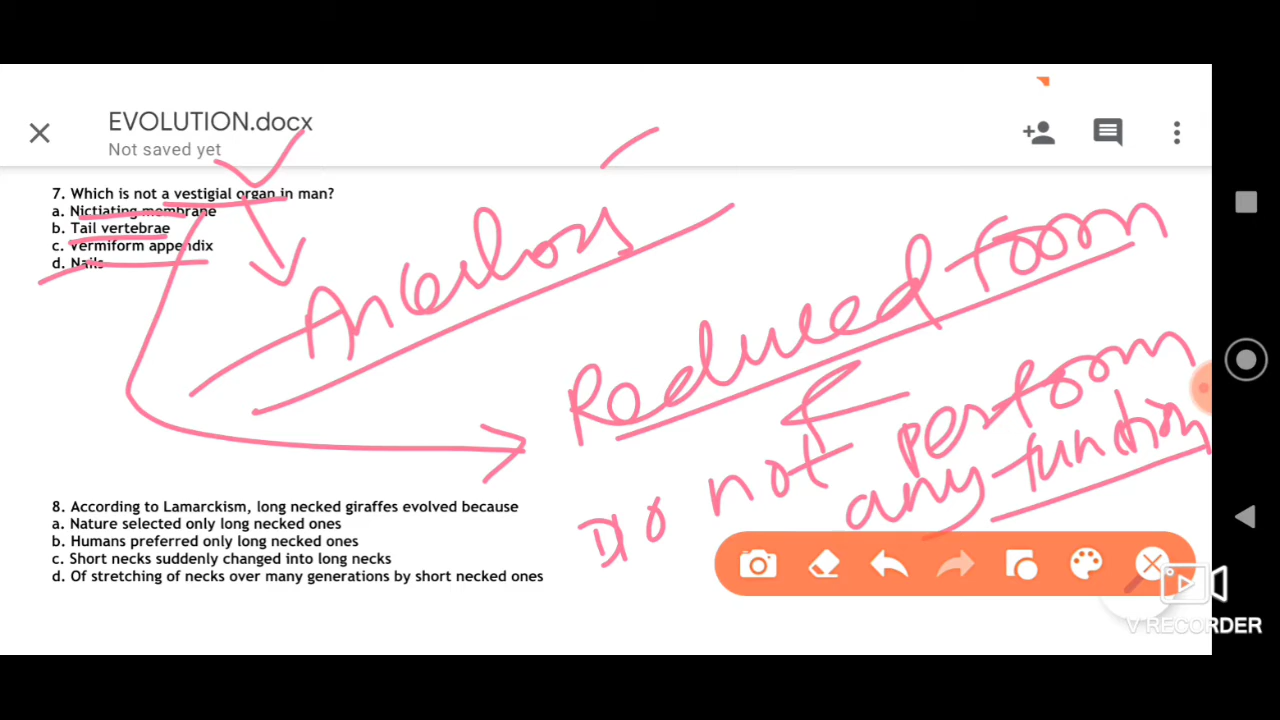 EVOLUTION.docx
Not saved yet
7. Which is not a vestigial organ in man?
a. Nictiating membrane
b. Tail vertebrae
c. Vermiform appendix
d. Nails
Ancestors
Reduced form
Do not perform
any function
8. According to Lamarckism, long necked giraffes evolved because
a. Nature selected only long necked ones
b. Humans preferred only long necked ones
c. Short necks suddenly changed into long necks
d. Of stretching of necks over many generations by short necked ones
V RECORDER